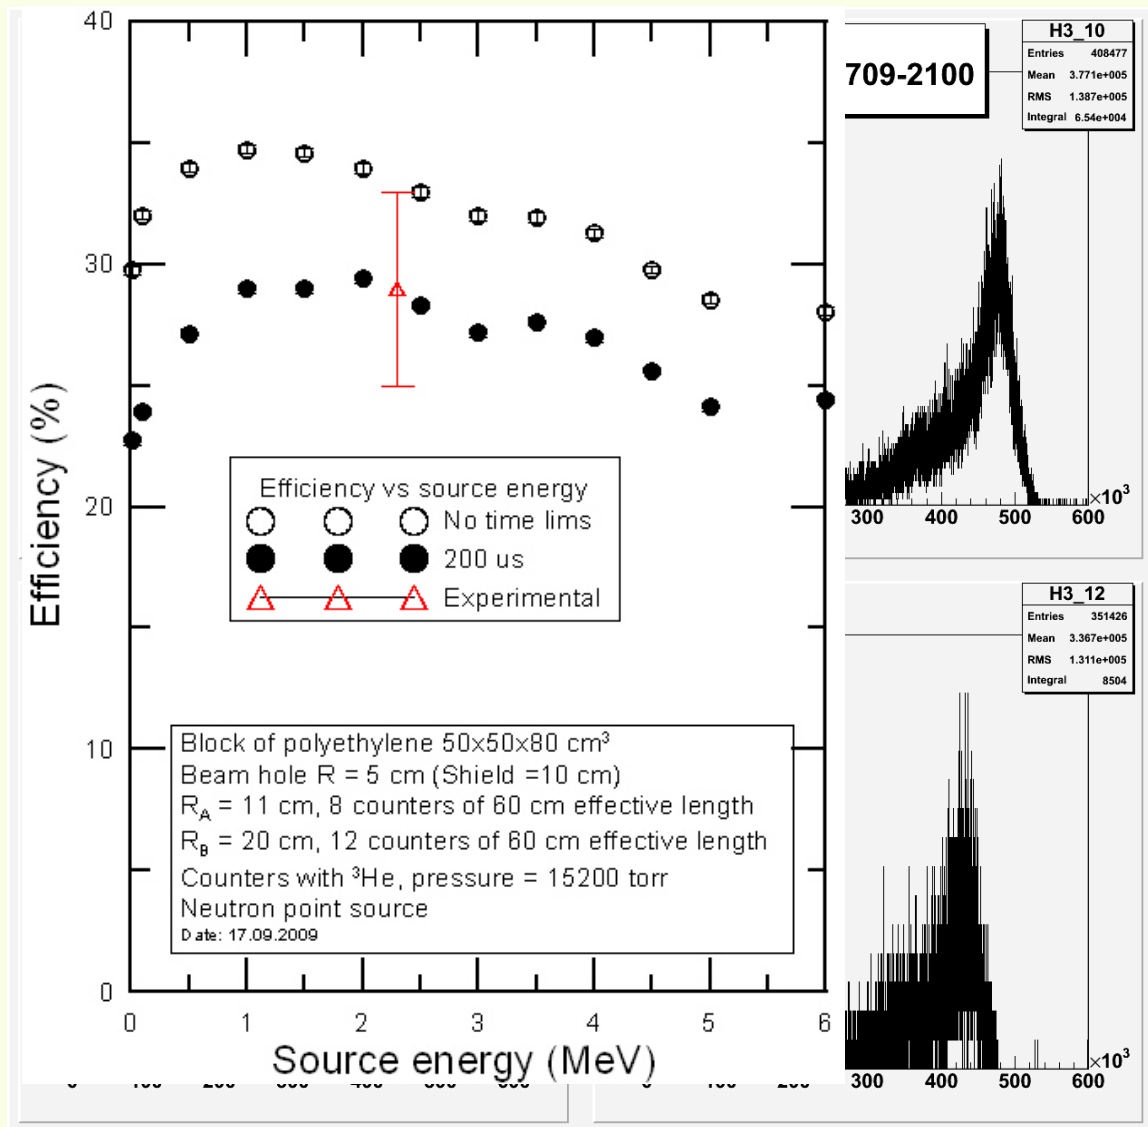 40
30
20
10
0
Efficiency (%)
Efficiency vs source energy
No time lims
200 us
Experimental
Block of polyethylene 50x50x80 cm³
Beam hole R = 5 cm (Shield =10 cm)
R_A = 11 cm, 8 counters of 60 cm effective length
R_B = 20 cm, 12 counters of 60 cm effective length
Counters with ³He, pressure = 15200 torr
Neutron point source
Date: 17.09.2009
0 1 2 3 4 5 6
Source energy (MeV)
709-2100
H3_10
Entries 408477
Mean 3.771e+005
RMS 1.387e+005
Integral 6.54e+004
×10³
300 400 500 600
H3_12
Entries 351426
Mean 3.367e+005
RMS 1.311e+005
Integral 8504
×10³
300 400 500 600